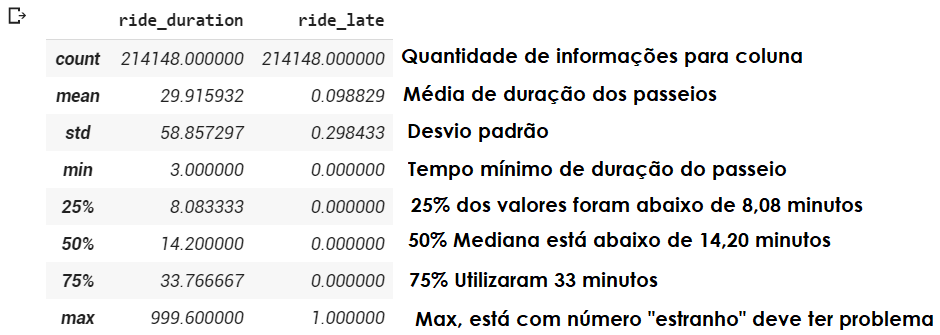 ride_duration ride_late
count 214148.000000 214148.000000 Quantidade de informações para coluna
mean 29.915932 0.098829 Média de duração dos passeios
std 58.857297 0.298433 Desvio padrão
min 3.000000 0.000000 Tempo mínimo de duração do passeio
25% 8.083333 0.000000 25% dos valores foram abaixo de 8,08 minutos
50% 14.200000 0.000000 50% Mediana está abaixo de 14,20 minutos
75% 33.766667 0.000000 75% Utilizaram 33 minutos
max 999.600000 1.000000 Max, está com número "estranho" deve ter problema